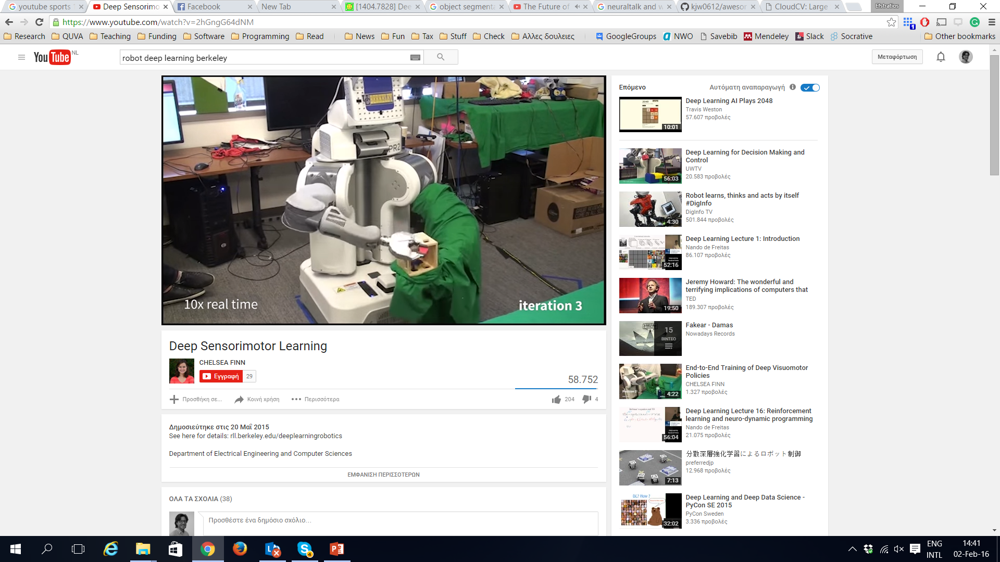 youtube sports
Deep Sensorimo
Facebook
New Tab
[1404.7828] Dee
object segmenta
The Future of
neuraltalk and w
kjw0612/awesor
CloudCV: Large
Efstratios
https://www.youtube.com/watch?v=2hGngG64dNM
Research
QUVA
Teaching
Funding
Software
Programming
Read
News
Fun
Tax
Stuff
Check
Αλλες δουλειες
GoogleGroups
NWO
Savebib
Mendeley
Slack
Socrative
Other bookmarks
YouTube NL
robot deep learning berkeley
Μεταφόρτωση
PR2
10x real time
iteration 3
Deep Sensorimotor Learning
CHELSEA FINN
Εγγραφή 29
58.752
Προσθήκη σε...
Κοινή χρήση
Περισσότερα
204
4
Δημοσιεύτηκε στις 20 Μαΐ 2015
See here for details: rll.berkeley.edu/deeplearningrobotics
Department of Electrical Engineering and Computer Sciences
ΕΜΦΑΝΙΣΗ ΠΕΡΙΣΣΟΤΕΡΩΝ
ΟΛΑ ΤΑ ΣΧΟΛΙΑ (38)
Προσθέστε ένα δημόσιο σχόλιο...
Επόμενο
Αυτόματη αναπαραγωγή
10:01
Deep Learning AI Plays 2048
Travis Weston
57.607 προβολές
56:03
Deep Learning for Decision Making and
Control
UWTV
20.583 προβολές
4:30
Robot learns, thinks and acts by itself
#DigInfo
DigInfo TV
501.844 προβολές
52:16
Deep Learning Lecture 1: Introduction
Nando de Freitas
86.107 προβολές
19:50
Jeremy Howard: The wonderful and
terrifying implications of computers that
TED
189.307 προβολές
15
ΒΙΝΤΕΟ
Fakear - Damas
Nowadays Records
Position 2
4:22
End-to-End Training of Deep Visuomotor
Policies
CHELSEA FINN
1.327 προβολές
56:04
Deep Learning Lecture 16: Reinforcement
learning and neuro-dynamic programming
Nando de Freitas
21.075 προβολές
7:13
分散深層強化学習によるロボット制御
preferredjp
12.968 προβολές
DL? How ?
32:02
Deep Learning and Deep Data Science -
PyCon SE 2015
PyCon Sweden
3.336 προβολές
4
ENG
INTL
14:41
02-Feb-16